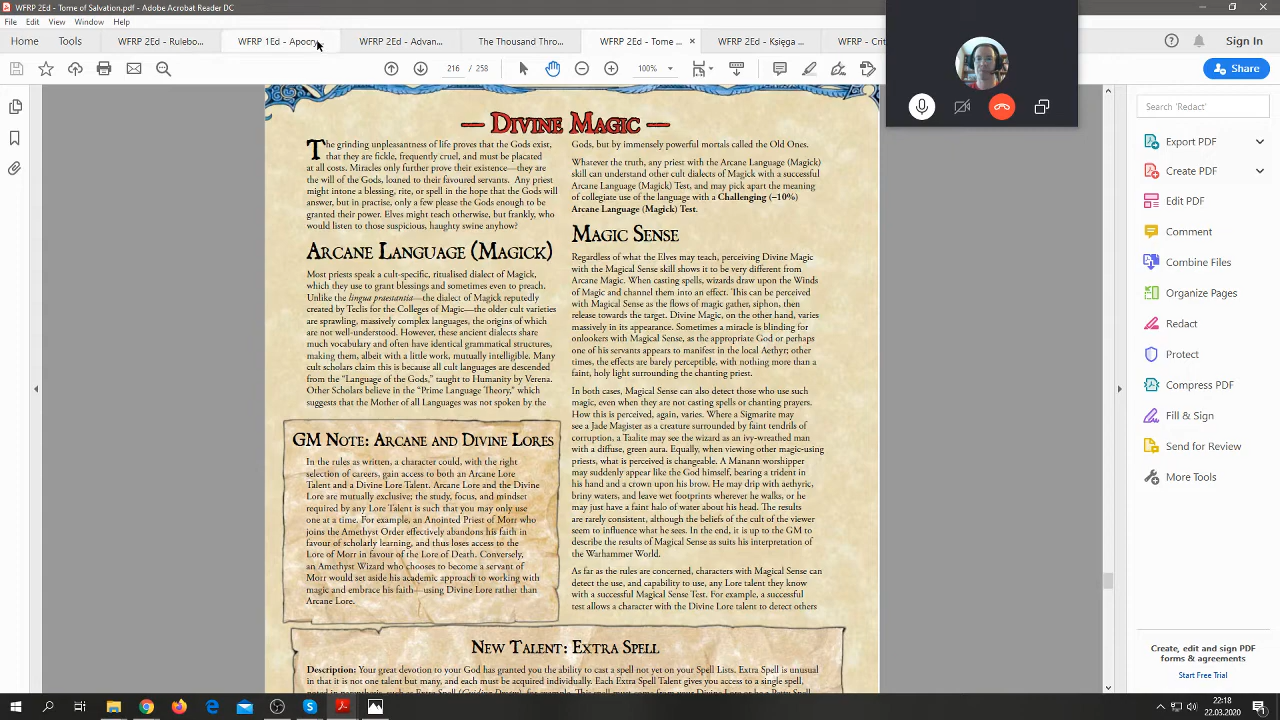 WFRP 2Ed - Tome of Salvation.pdf - Adobe Acrobat Reader DC
File Edit View Window Help
Home Tools WFRP 2Ed - Rulebo... WFRP 1Ed - Apocry... WFRP 2Ed - Advan... The Thousand Thro... WFRP 2Ed - Tome ... × WFRP 2Ed - Księga ... WFRP - Crit Sign In
216 / 258 100% Share
— Divine Magic —
The grinding unpleasantness of life proves that the Gods exist,
that they are fickle, frequently cruel, and must be placated
at all costs. Miracles only further prove their existence—they are
the will of the Gods, loaned to their favoured servants. Any priest
might intone a blessing, rite, or spell in the hope that the Gods will
answer, but in practise, only a few please the Gods enough to be
granted their power. Elves might teach otherwise, but frankly, who
would listen to those suspicious, haughty swine anyhow?
Arcane Language (Magick)
Most priests speak a cult-specific, ritualised dialect of Magick,
which they use to grant blessings and sometimes even to preach.
Unlike the lingua praestantia—the dialect of Magick reputedly
created by Teclis for the Colleges of Magic—the older cult varieties
are sprawling, massively complex languages, the origins of which
are not well-understood. However, these ancient dialects share
much vocabulary and often have identical grammatical structures,
making them, albeit with a little work, mutually intelligible. Many
cult scholars claim this is because all cult languages are descended
from the “Language of the Gods,” taught to Humanity by Verena.
Other Scholars believe in the “Prime Language Theory,” which
suggests that the Mother of all Languages was not spoken by the
GM Note: Arcane and Divine Lores
In the rules as written, a character could, with the right
selection of careers, gain access to both an Arcane Lore
Talent and a Divine Lore Talent. Arcane Lore and the Divine
Lore are mutually exclusive; the study, focus, and mindset
required by any Lore Talent is such that you may only use
one at a time. For example, an Anointed Priest of Morr who
joins the Amethyst Order effectively abandons his faith in
favour of scholarly learning, and thus loses access to the
Lore of Morr in favour of the Lore of Death. Conversely,
an Amethyst Wizard who chooses to become a servant of
Morr would set aside his academic approach to working with
magic and embrace his faith—using Divine Lore rather than
Arcane Lore.
Gods, but by immensely powerful mortals called the Old Ones.
Whatever the truth, any priest with the Arcane Language (Magick)
skill can understand other cult dialects of Magick with a successful
Arcane Language (Magick) Test, and may pick apart the meaning
of collegiate use of the language with a Challenging (–10%)
Arcane Language (Magick) Test.
Magic Sense
Regardless of what the Elves may teach, perceiving Divine Magic
with the Magical Sense skill shows it to be very different from
Arcane Magic. When casting spells, wizards draw upon the Winds
of Magic and channel them into an effect. This can be perceived
with Magical Sense as the flows of magic gather, siphon, then
release towards the target. Divine Magic, on the other hand, varies
massively in its appearance. Sometimes a miracle is blinding for
onlookers with Magical Sense, as the appropriate God or perhaps
one of his servants appears to manifest in the local Aethyr; other
times, the effects are barely perceptible, with nothing more than a
faint, holy light surrounding the chanting priest.
In both cases, Magical Sense can also detect those who use such
magic, even when they are not casting spells or chanting prayers.
How this is perceived, again, varies. Where a Sigmarite may
see a Jade Magister as a creature surrounded by faint tendrils of
corruption, a Taalite may see the wizard as an ivy-wreathed man
with a diffuse, green aura. Equally, when viewing other magic-using
priests, what is perceived is changeable. A Manann worshipper
may suddenly appear like the God himself, bearing a trident in
his hand and a crown upon his brow. He may drip with aethyric,
briny waters, and leave wet footprints wherever he walks, or he
may just have a faint halo of water about his head. The results
are rarely consistent, although the beliefs of the cult of the viewer
seem to influence what he sees. In the end, it is up to the GM to
describe the results of Magical Sense as suits his interpretation of
the Warhammer World.
As far as the rules are concerned, characters with Magical Sense can
detect the use, and capability to use, any Lore talent they know
with a successful Magical Sense Test. For example, a successful
test allows a character with the Divine Lore talent to detect others
New Talent: Extra Spell
Description: Your great devotion to your God has granted you the ability to cast a spell not yet on your Spell Lists. Extra Spell is unusual
in that it is not one talent but many, and each must be acquired individually. Each Extra Spell Talent gives you access to a single spell,
Search 'Redact'
Export PDF
Create PDF
Edit PDF
Comment
Combine Files
Organize Pages
Redact
Protect
Compress PDF
Fill & Sign
Send for Review
More Tools
Create, edit and sign PDF
forms & agreements
Start Free Trial
22:18
22.03.2020